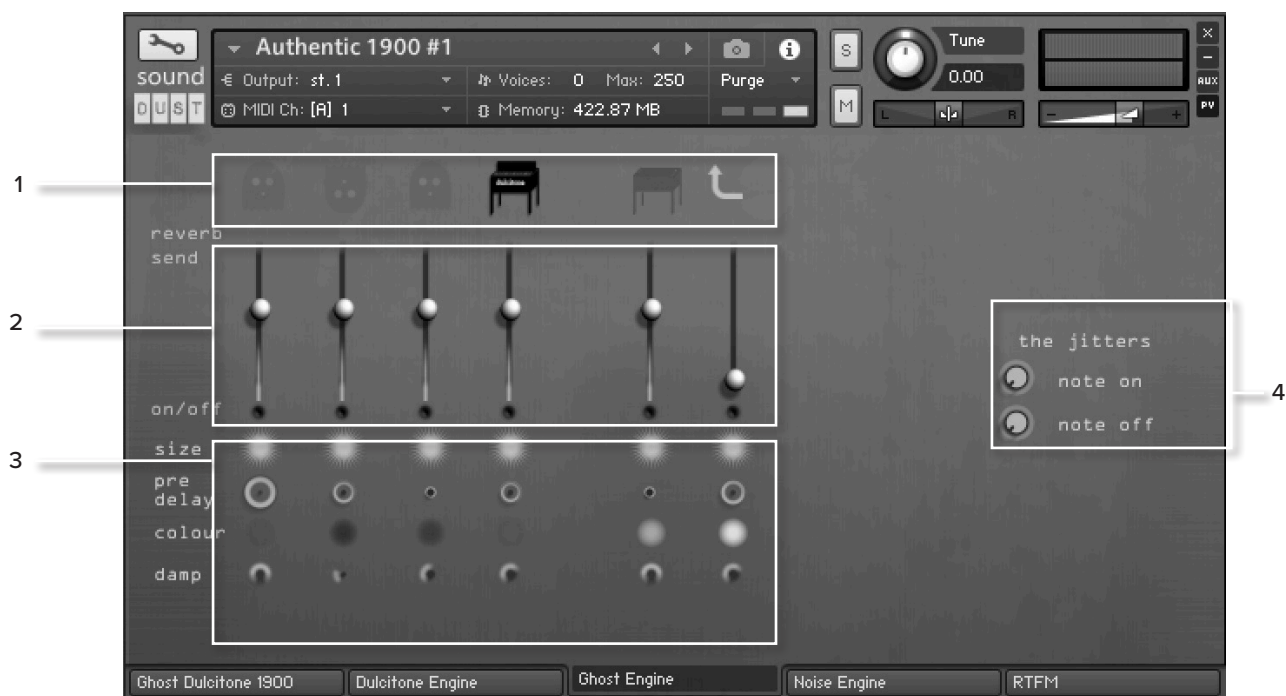 Authentic 1900 #1
sound
DUST
Output: st.1
Voices: 0 Max: 250
Purge
MIDI Ch: [A] 1
Memory: 422.87 MB
S
M
Tune
0.00
L
R
-
+
×
-
AUX
PV
1
Dulcitone
reverb
send
2
on/off
3
size
pre
delay
colour
damp
the jitters
note on
note off
4
Ghost Dulcitone 1900
Dulcitone Engine
Ghost Engine
Noise Engine
RTFM